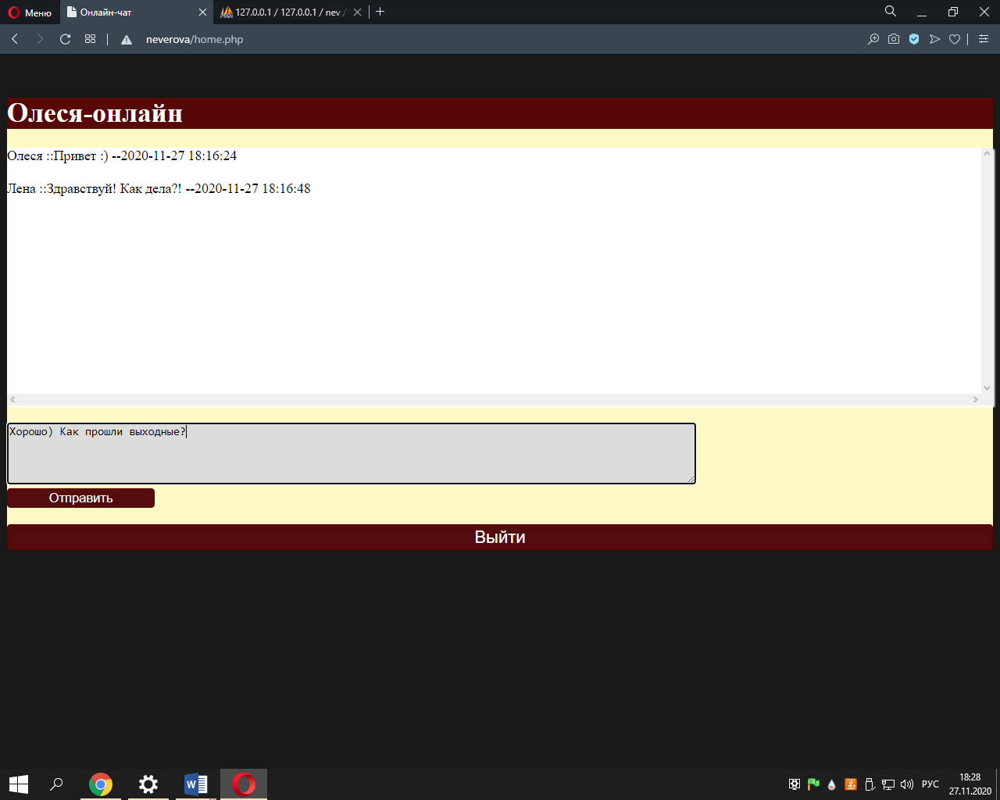 Меню
Онлайн-чат
127.0.0.1 / 127.0.0.1 / nev /
neverova/home.php
Олеся-онлайн
Олеся ::Привет :) --2020-11-27 18:16:24
Лена ::Здравствуй! Как дела?! --2020-11-27 18:16:48
Хорошо) Как прошли выходные?
Отправить
Выйти
РУС
18:28
27.11.2020